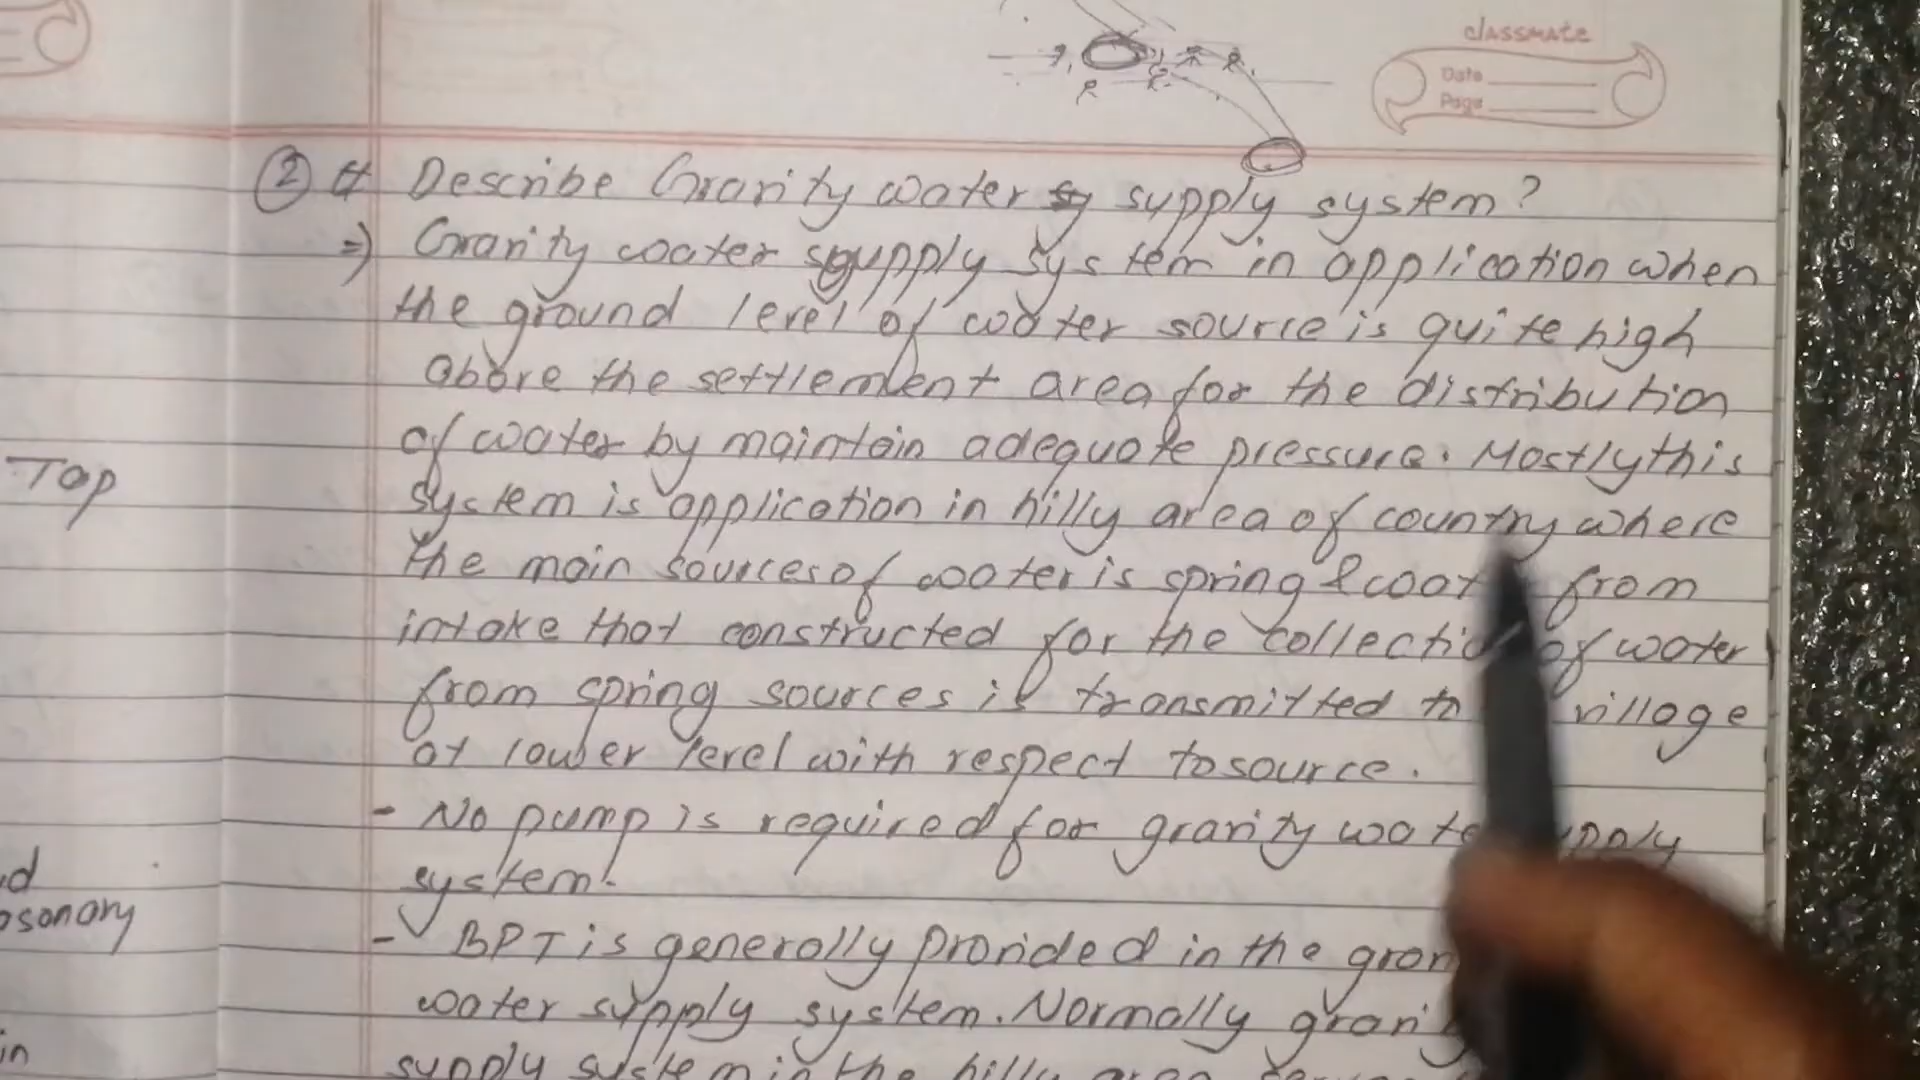 classmate
Date
Page
② # Describe Gravity water supply system?
⇒ Gravity water supply system in application when
the ground level of water source is quite high
above the settlement area for the distribution
of water by maintain adequate pressure. Mostly this
system is application in hilly area of country where
the main sources of water is spring & from
intake that constructed for the of water
from spring sources is transmitted to village
at lower level with respect to source.
- No pump is required for gravity
system.
- BPT is generally provided in the
water supply system. Normally
supply system in the hilly area
Top